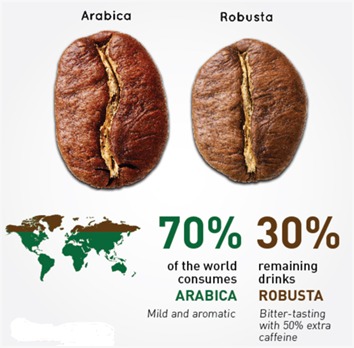 Arabica
Robusta
70%
of the world
consumes
ARABICA
Mild and aromatic
30%
remaining
drinks
ROBUSTA
Bitter-tasting
with 50% extra
caffeine